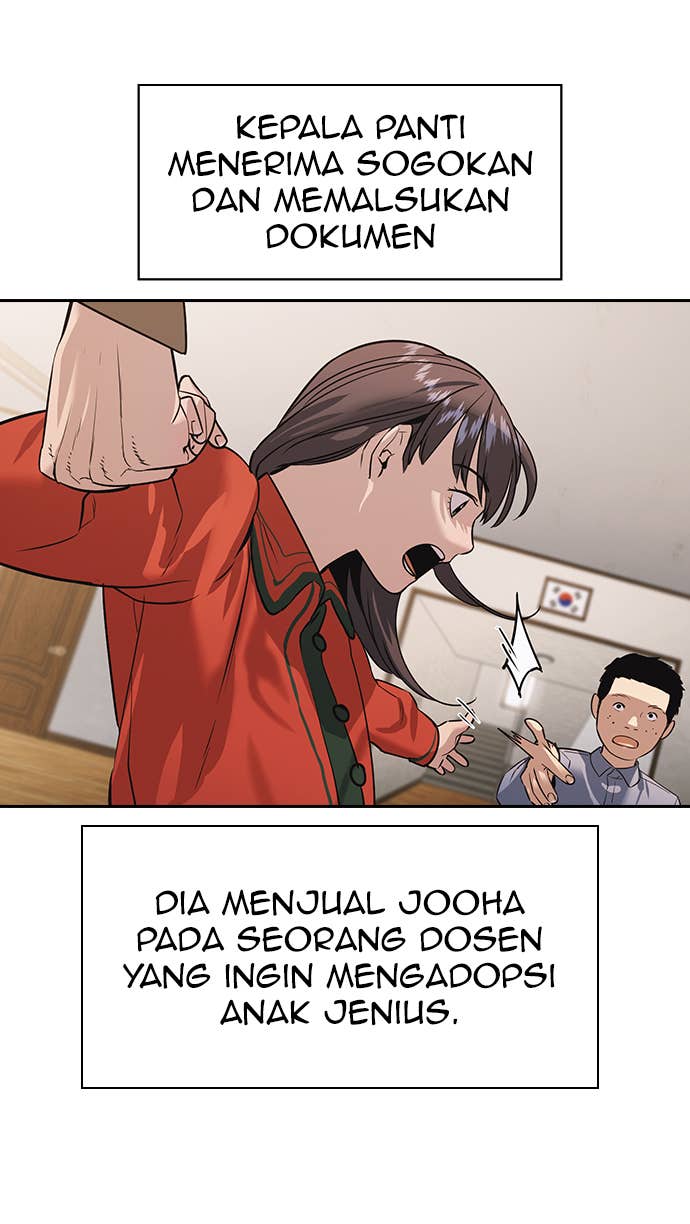 KEPALA PANTI
MENERIMA SOGOKAN
DAN MEMALSUKAN
DOKUMEN
DIA MENJUAL JOOHA
PADA SEORANG DOSEN
YANG INGIN MENGADOPSI
ANAK JENIUS.